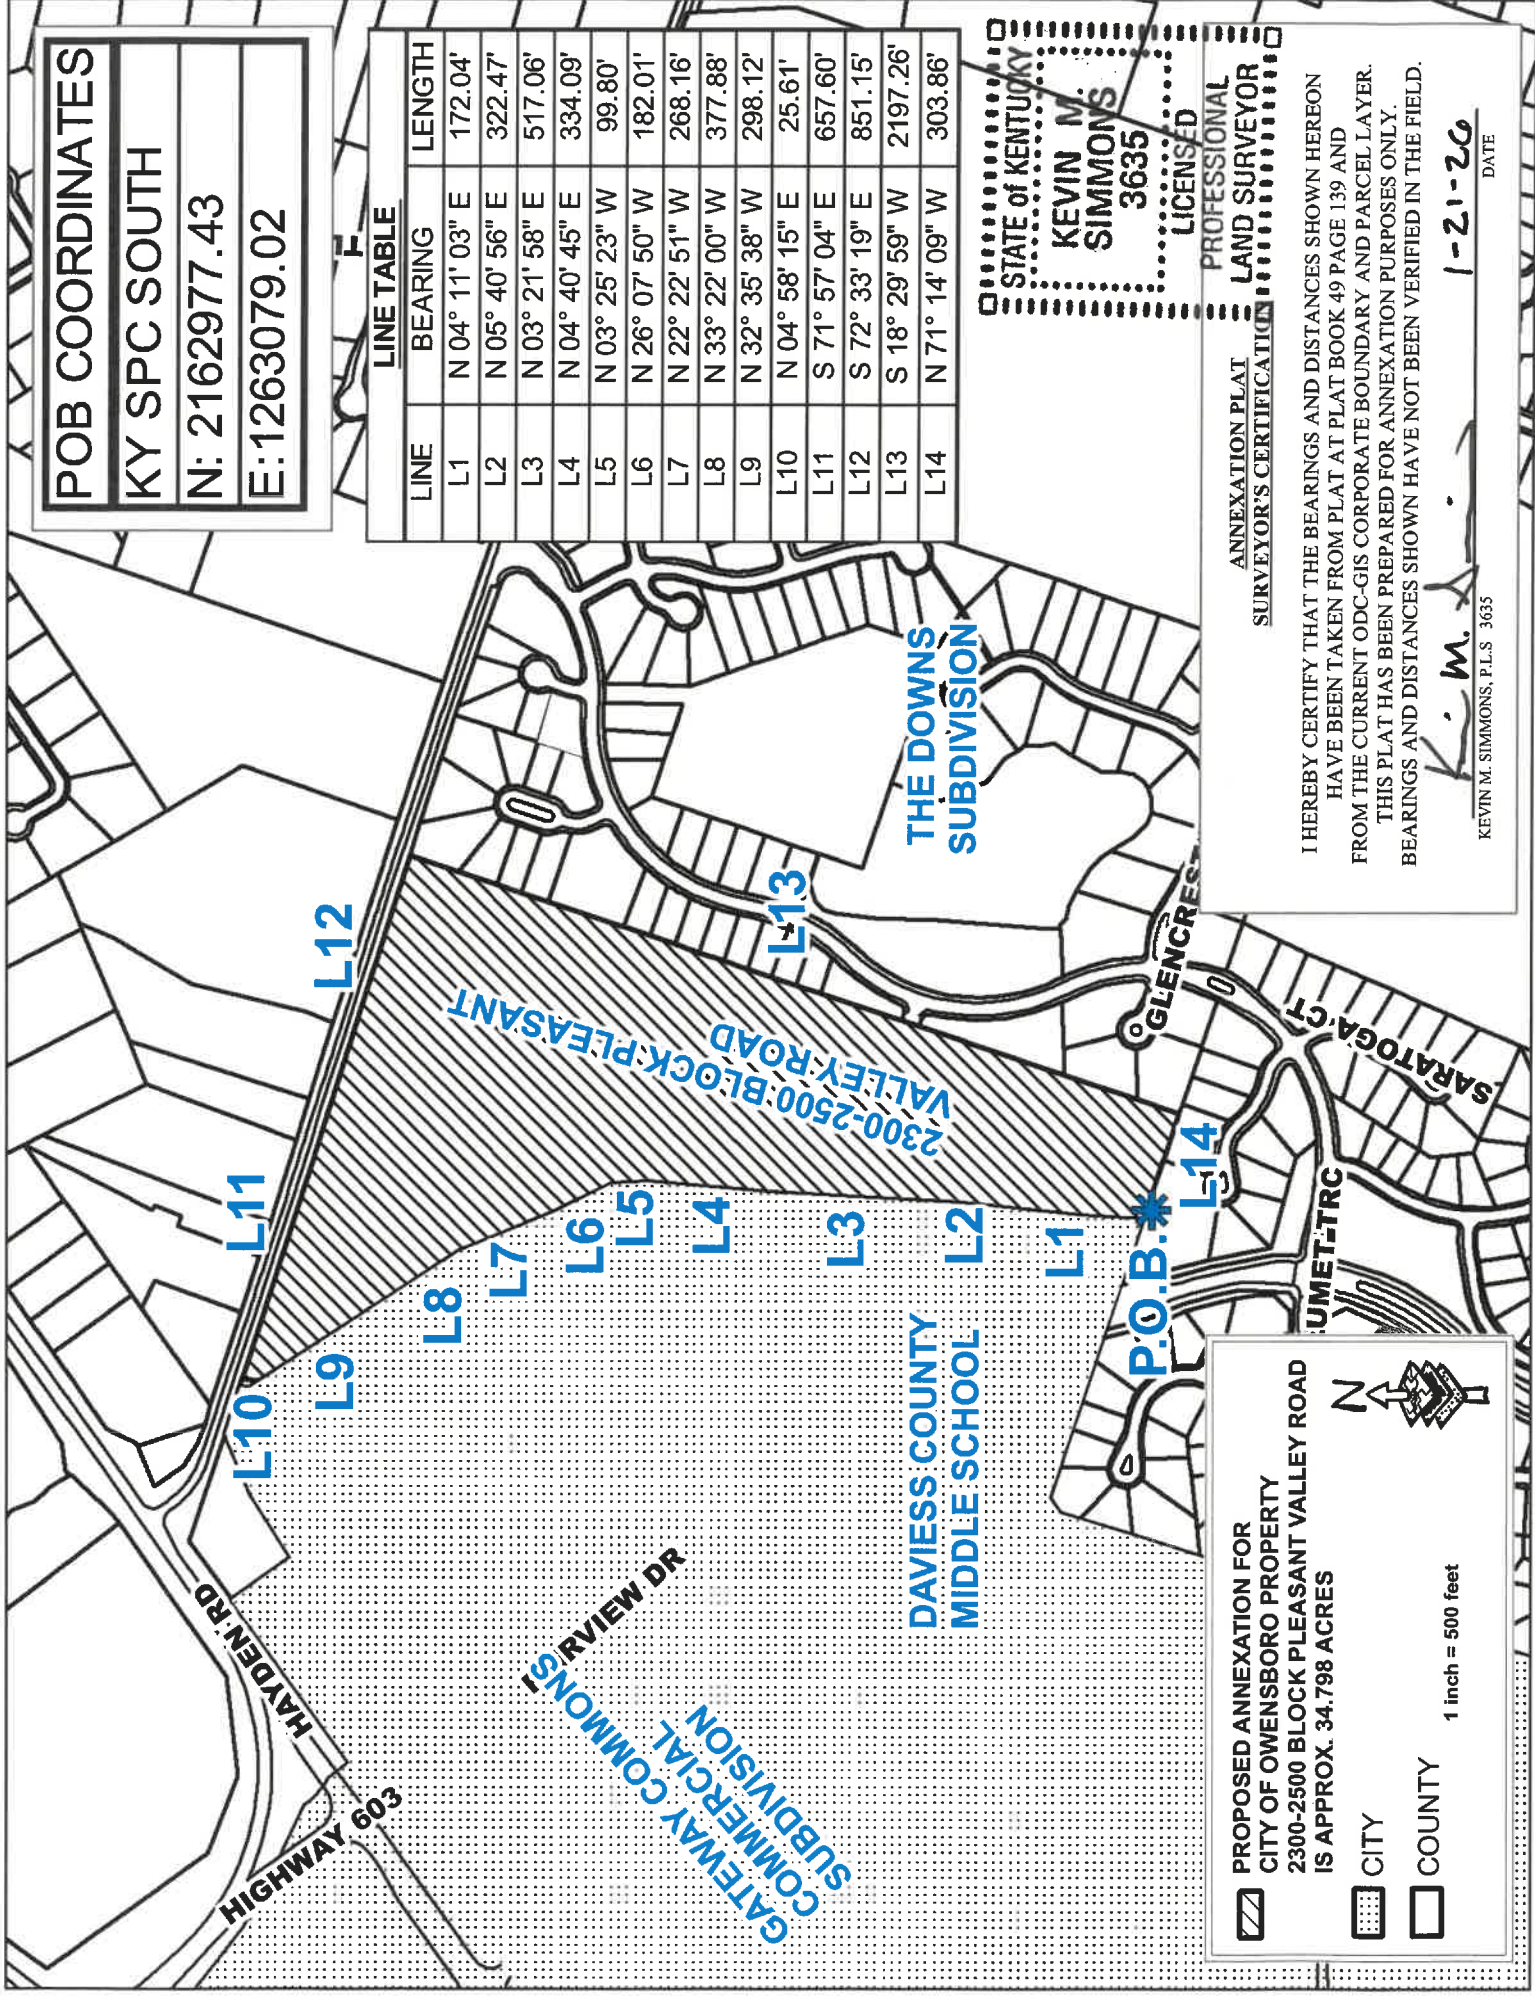 POB COORDINATES
KY SPC SOUTH
N: 2162977.43
E:1263079.02
LINE TABLE
LINE BEARING LENGTH
L1 N 04° 11' 03" E 172.04'
L2 N 05° 40' 56" E 322.47'
L3 N 03° 21' 58" E 517.06'
L4 N 04° 40' 45" E 334.09'
L5 N 03° 25' 23" W 99.80'
L6 N 26° 07' 50" W 182.01'
L7 N 22° 22' 51" W 268.16'
L8 N 33° 22' 00" W 377.88'
L9 N 32° 35' 38" W 298.12'
L10 N 04° 58' 15" E 25.61'
L11 S 71° 57' 04" E 657.60'
L12 S 72° 33' 19" E 851.15'
L13 S 18° 29' 59" W 2197.26'
L14 N 71° 14' 09" W 303.86'
STATE of KENTUCKY
KEVIN M.
SIMMONS
3635
LICENSED
PROFESSIONAL
LAND SURVEYOR
ANNEXATION PLAT
SURVEYOR'S CERTIFICATION
I HEREBY CERTIFY THAT THE BEARINGS AND DISTANCES SHOWN HEREON
HAVE BEEN TAKEN FROM PLAT AT PLAT BOOK 49 PAGE 139 AND
FROM THE CURRENT ODC-GIS CORPORATE BOUNDARY AND PARCEL LAYER.
THIS PLAT HAS BEEN PREPARED FOR ANNEXATION PURPOSES ONLY.
BEARINGS AND DISTANCES SHOWN HAVE NOT BEEN VERIFIED IN THE FIELD.
1-21-26
KEVIN M. SIMMONS, P.L.S 3635 DATE
HIGHWAY 603
HAYDEN RD
RVIEW DR
GATEWAY COMMONS
COMMERCIAL
SUBDIVISION
DAVIESS COUNTY
MIDDLE SCHOOL
L10
L11
L12
L9
L8
L7
L6
L5
L4
L3
L2
L1
L13
L14
P.O.B.
2300-2500 BLOCK PLEASANT
VALLEY ROAD
THE DOWNS
SUBDIVISION
GLENCREST
SARATOGA CT
UMET TRC
PROPOSED ANNEXATION FOR
CITY OF OWENSBORO PROPERTY
2300-2500 BLOCK PLEASANT VALLEY ROAD
IS APPROX. 34.798 ACRES
CITY
COUNTY
1 inch = 500 feet
N